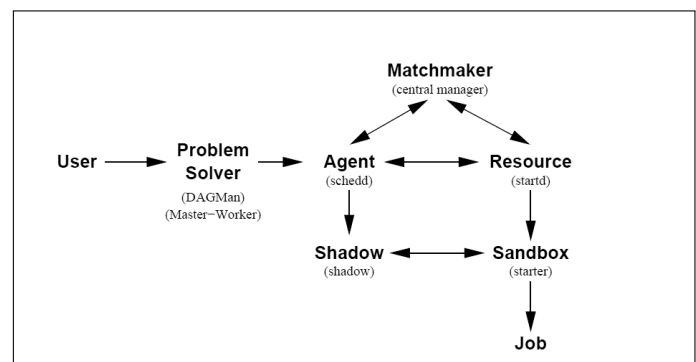 Matchmaker
(central manager)
User
Problem
Solver
(DAGMan)
(Master−Worker)
Agent
(schedd)
Resource
(startd)
Shadow
(shadow)
Sandbox
(starter)
Job